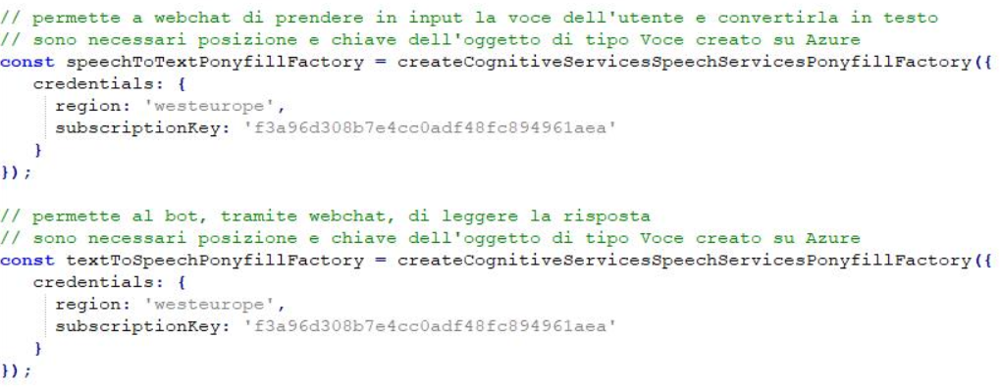 // permette a webchat di prendere in input la voce dell'utente e convertirla in testo
// sono necessari posizione e chiave dell'oggetto di tipo Voce creato su Azure
const speechToTextPonyfillFactory = createCognitiveServicesSpeechServicesPonyfillFactory({
credentials: {
region: 'westeurope',
subscriptionKey: 'f3a96d308b7e4cc0adf48fc894961aea'
}
});
// permette al bot, tramite webchat, di leggere la risposta
// sono necessari posizione e chiave dell'oggetto di tipo Voce creato su Azure
const textToSpeechPonyfillFactory = createCognitiveServicesSpeechServicesPonyfillFactory({
credentials: {
region: 'westeurope',
subscriptionKey: 'f3a96d308b7e4cc0adf48fc894961aea'
}
});